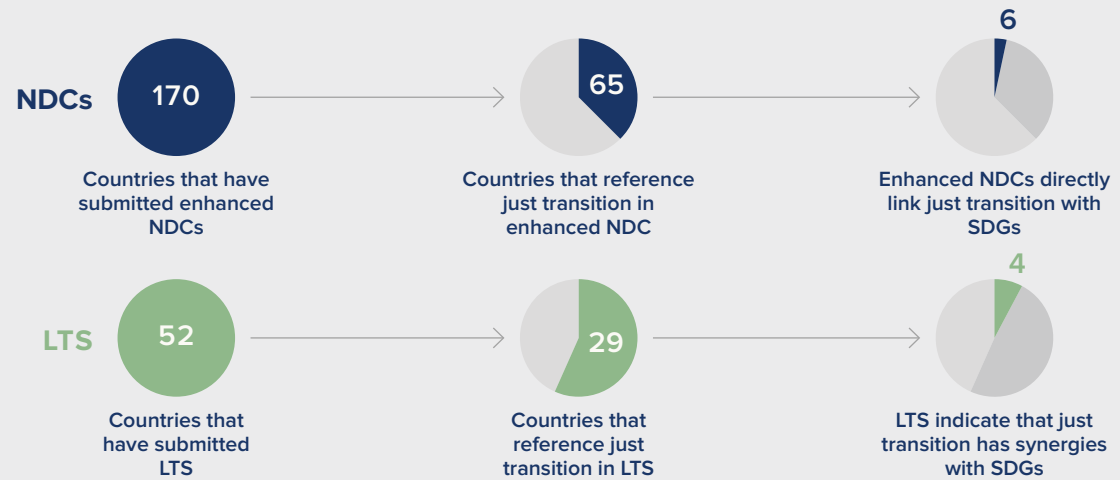 NDCs
170
Countries that have
submitted enhanced
NDCs
65
Countries that reference
just transition in
enhanced NDC
6
Enhanced NDCs directly
link just transition with
SDGs
LTS
52
Countries that
have submitted
LTS
29
Countries that
reference just
transition in LTS
4
LTS indicate that just
transition has synergies
with SDGs